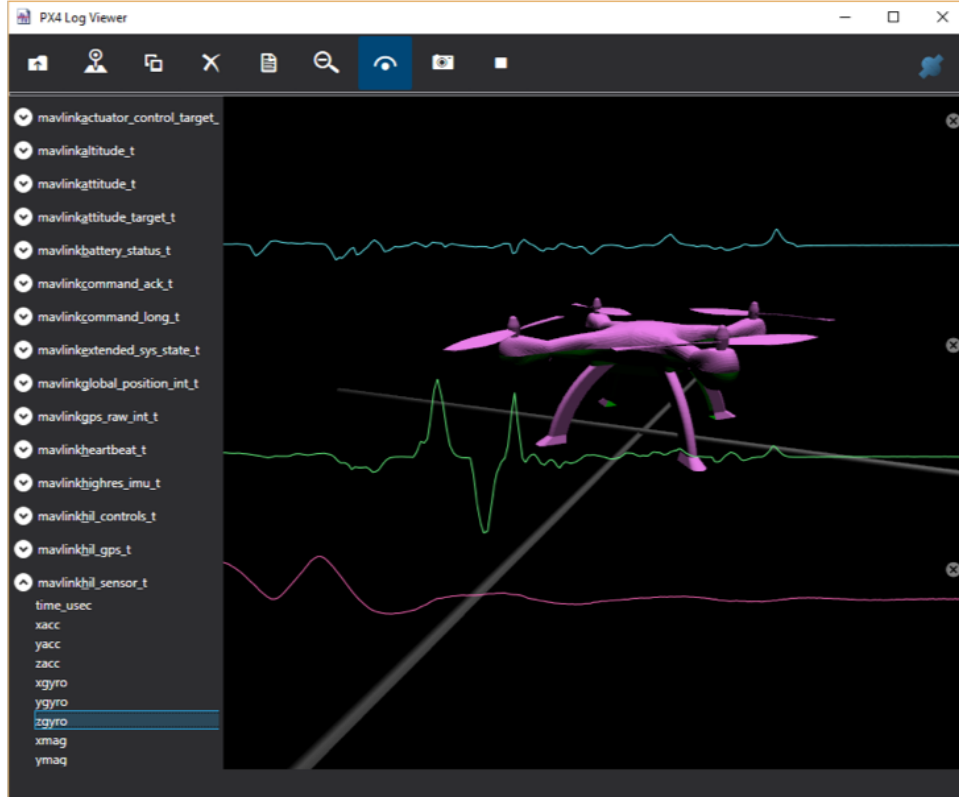 PX4 Log Viewer
mavlinkactuator_control_target_
mavlinkaltitude_t
mavlinkattitude_t
mavlinkattitude_target_t
mavlinkbattery_status_t
mavlinkcommand_ack_t
mavlinkcommand_long_t
mavlinkextended_sys_state_t
mavlinkglobal_position_int_t
mavlinkgps_raw_int_t
mavlinkheartbeat_t
mavlinkhighres_imu_t
mavlinkhil_controls_t
mavlinkhil_gps_t
mavlinkhil_sensor_t
time_usec
xacc
yacc
zacc
xgyro
ygyro
zgyro
xmag
ymag